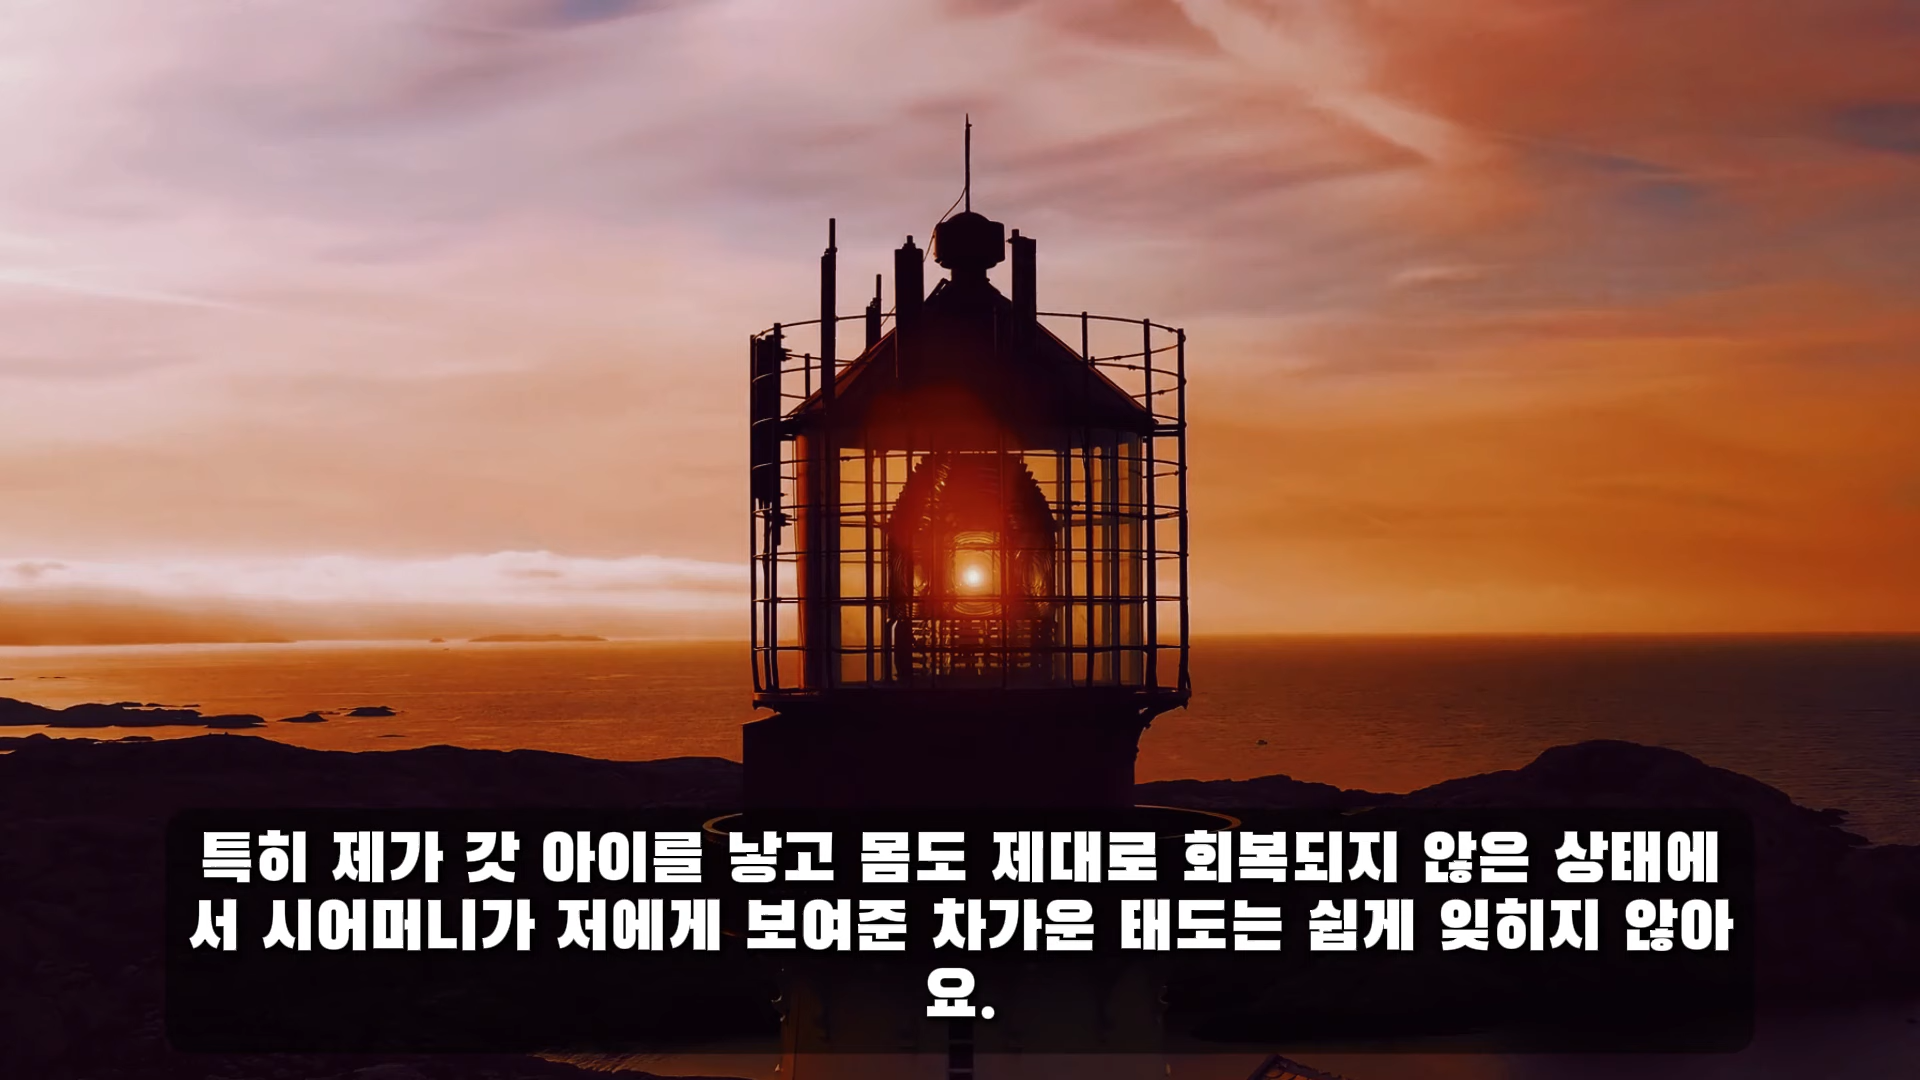 특히 제가 갓 아이를 낳고 몸도 제대로 회복되지 않은 상태에
서 시어머니가 저에게 보여준 차가운 태도는 쉽게 잊히지 않아
요.